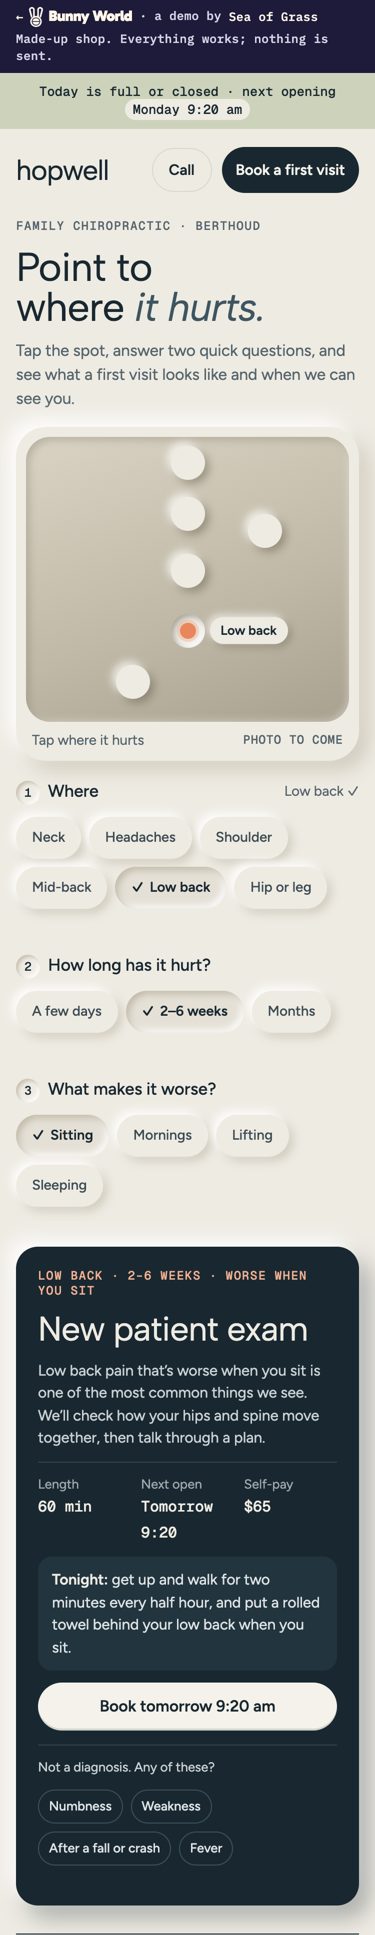 ← Bunny World · a demo by Sea of Grass
Made-up shop. Everything works; nothing is
sent.
Today is full or closed · next opening
Monday 9:20 am
hopwell
Call
Book a first visit
FAMILY CHIROPRACTIC · BERTHOUD
Point to
where it hurts.
Tap the spot, answer two quick questions, and
see what a first visit looks like and when we can
see you.
Low back
Tap where it hurts
PHOTO TO COME
1 Where
Low back ✓
Neck
Headaches
Shoulder
Mid-back
✓ Low back
Hip or leg
2 How long has it hurt?
A few days
✓ 2–6 weeks
Months
3 What makes it worse?
✓ Sitting
Mornings
Lifting
Sleeping
LOW BACK · 2–6 WEEKS · WORSE WHEN
YOU SIT
New patient exam
Low back pain that’s worse when you sit is
one of the most common things we see.
We’ll check how your hips and spine move
together, then talk through a plan.
Length
Next open
Self-pay
60 min
Tomorrow
9:20
$65
Tonight: get up and walk for two
minutes every half hour, and put a rolled
towel behind your low back when you
sit.
Book tomorrow 9:20 am
Not a diagnosis. Any of these?
Numbness
Weakness
After a fall or crash
Fever